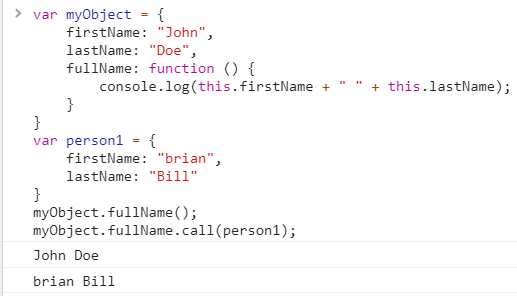 > var myObject = {
    firstName: "John",
    lastName: "Doe",
    fullName: function () {
        console.log(this.firstName + " " + this.lastName);
    }
}
var person1 = {
    firstName: "brian",
    lastName: "Bill"
}
myObject.fullName();
myObject.fullName.call(person1);
John Doe
brian Bill